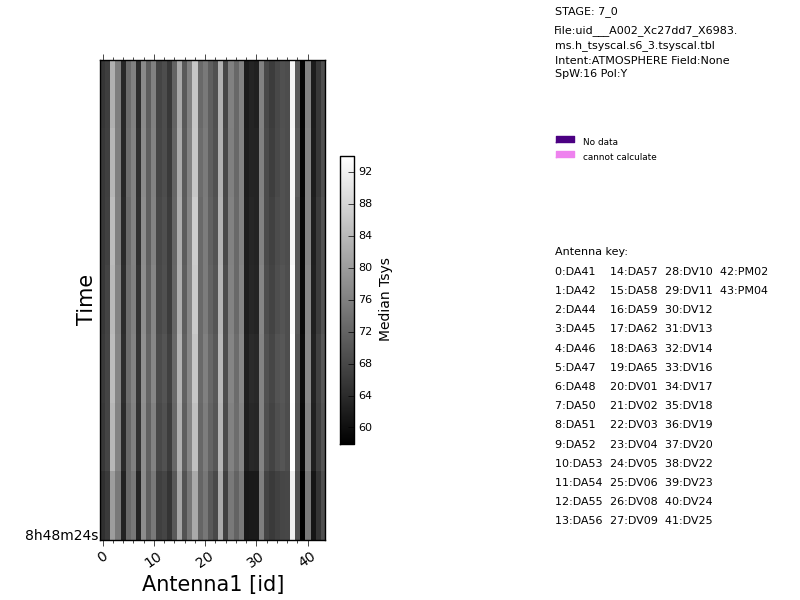 STAGE: 7_0
File:uid___A002_Xc27dd7_X6983.
ms.h_tsyscal.s6_3.tsyscal.tbl
Intent:ATMOSPHERE Field:None
SpW:16 Pol:Y
No data
cannot calculate
92
88
84
80
76
72
68
64
60
Median Tsys
Time
8h48m24s
0 10 20 30 40
Antenna1 [id]
Antenna key:
0:DA41 14:DA57 28:DV10 42:PM02
1:DA42 15:DA58 29:DV11 43:PM04
2:DA44 16:DA59 30:DV12
3:DA45 17:DA62 31:DV13
4:DA46 18:DA63 32:DV14
5:DA47 19:DA65 33:DV16
6:DA48 20:DV01 34:DV17
7:DA50 21:DV02 35:DV18
8:DA51 22:DV03 36:DV19
9:DA52 23:DV04 37:DV20
10:DA53 24:DV05 38:DV22
11:DA54 25:DV06 39:DV23
12:DA55 26:DV08 40:DV24
13:DA56 27:DV09 41:DV25